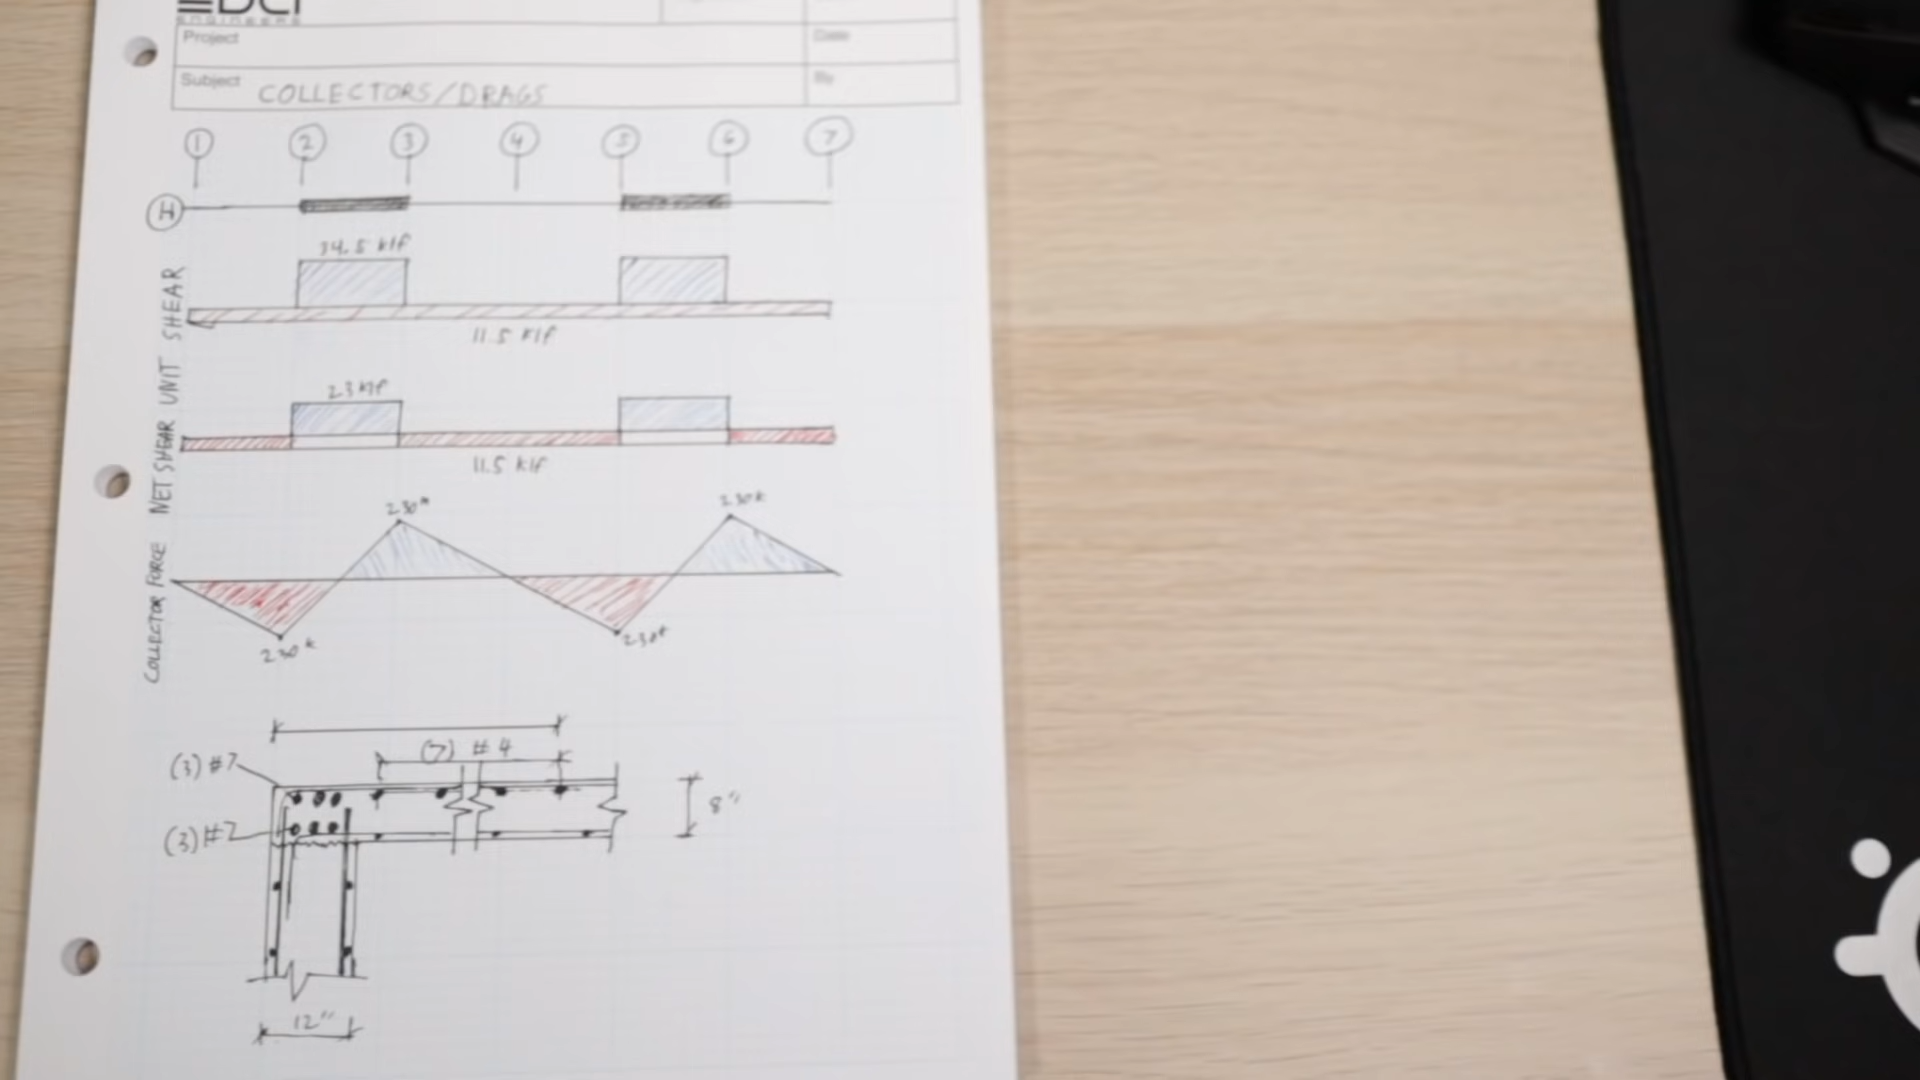 DCI
engineers
Project
Date
Subject COLLECTORS/DRAGS
By
1 2 3 4 5 6 7
H
34.5 klf
UNIT SHEAR
11.5 klf
23 klf
NET SHEAR
11.5 klf
230k
230k
COLLECTOR FORCE
230k
230k
(7) #4
(3) #7
8"
(3) #7
12"